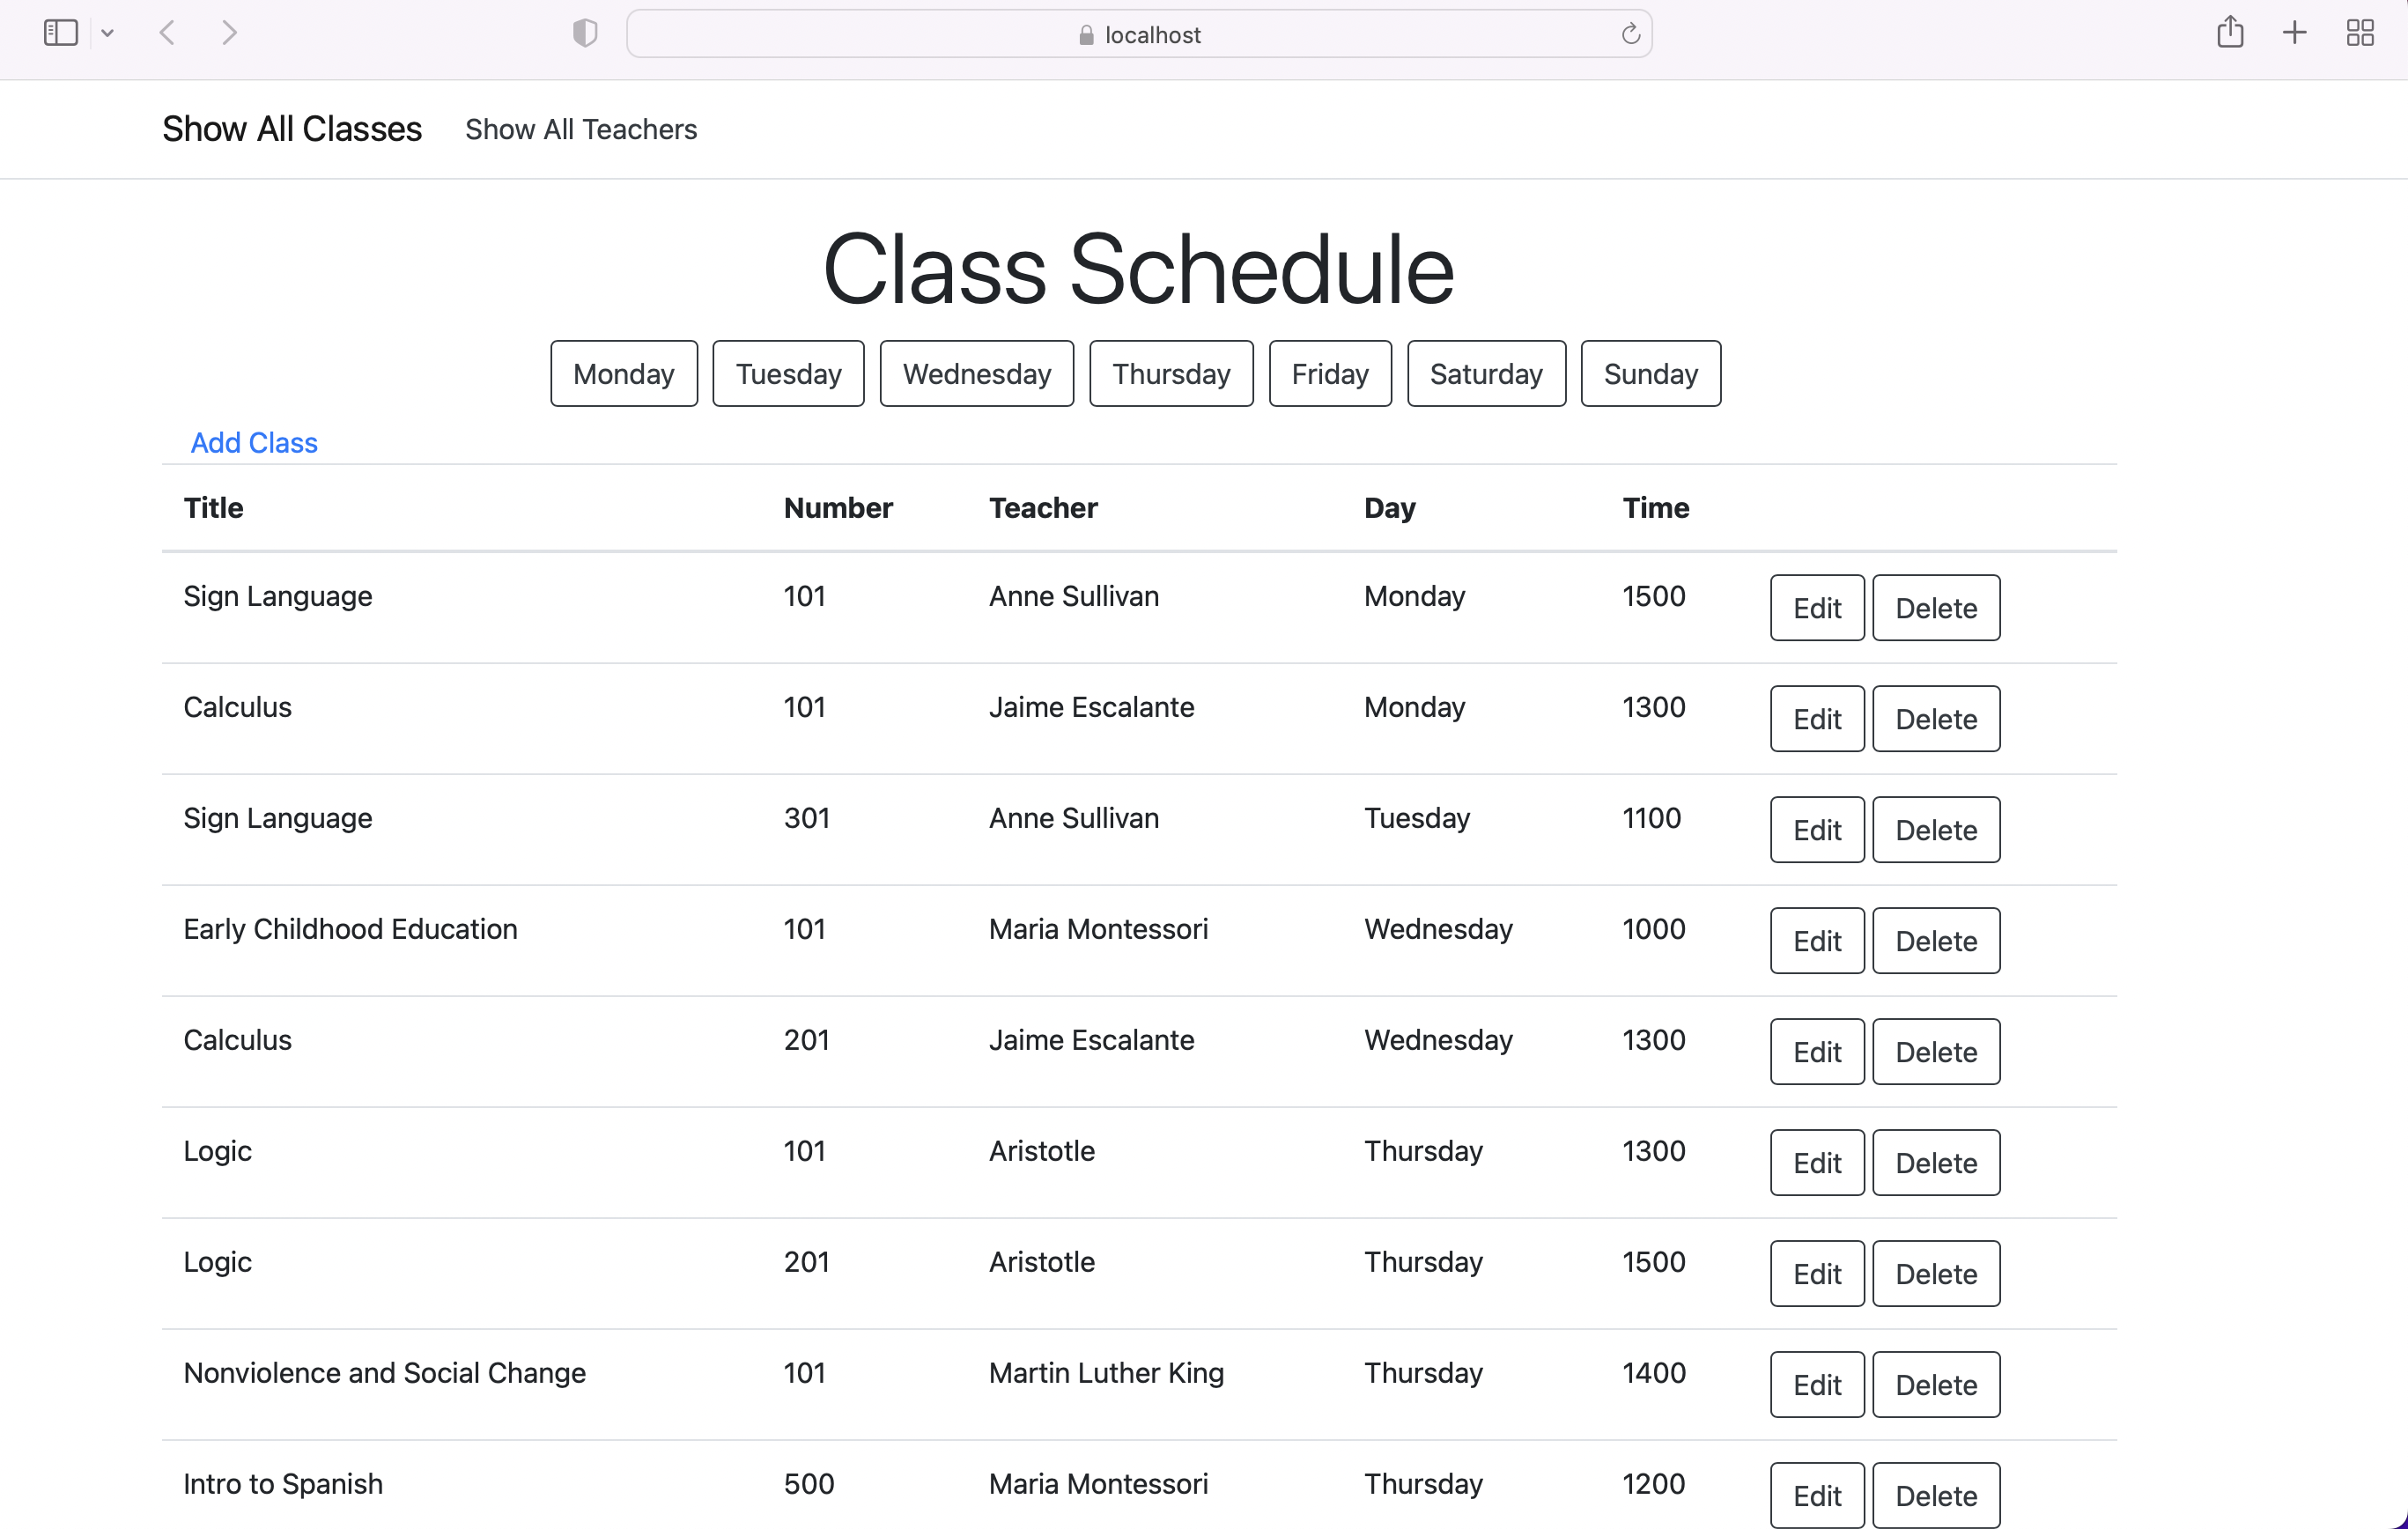 localhost
Show All Classes Show All Teachers
Class Schedule
Monday Tuesday Wednesday Thursday Friday Saturday Sunday
Add Class
Title Number Teacher Day Time
Sign Language 101 Anne Sullivan Monday 1500 Edit Delete
Calculus 101 Jaime Escalante Monday 1300 Edit Delete
Sign Language 301 Anne Sullivan Tuesday 1100 Edit Delete
Early Childhood Education 101 Maria Montessori Wednesday 1000 Edit Delete
Calculus 201 Jaime Escalante Wednesday 1300 Edit Delete
Logic 101 Aristotle Thursday 1300 Edit Delete
Logic 201 Aristotle Thursday 1500 Edit Delete
Nonviolence and Social Change 101 Martin Luther King Thursday 1400 Edit Delete
Intro to Spanish 500 Maria Montessori Thursday 1200 Edit Delete